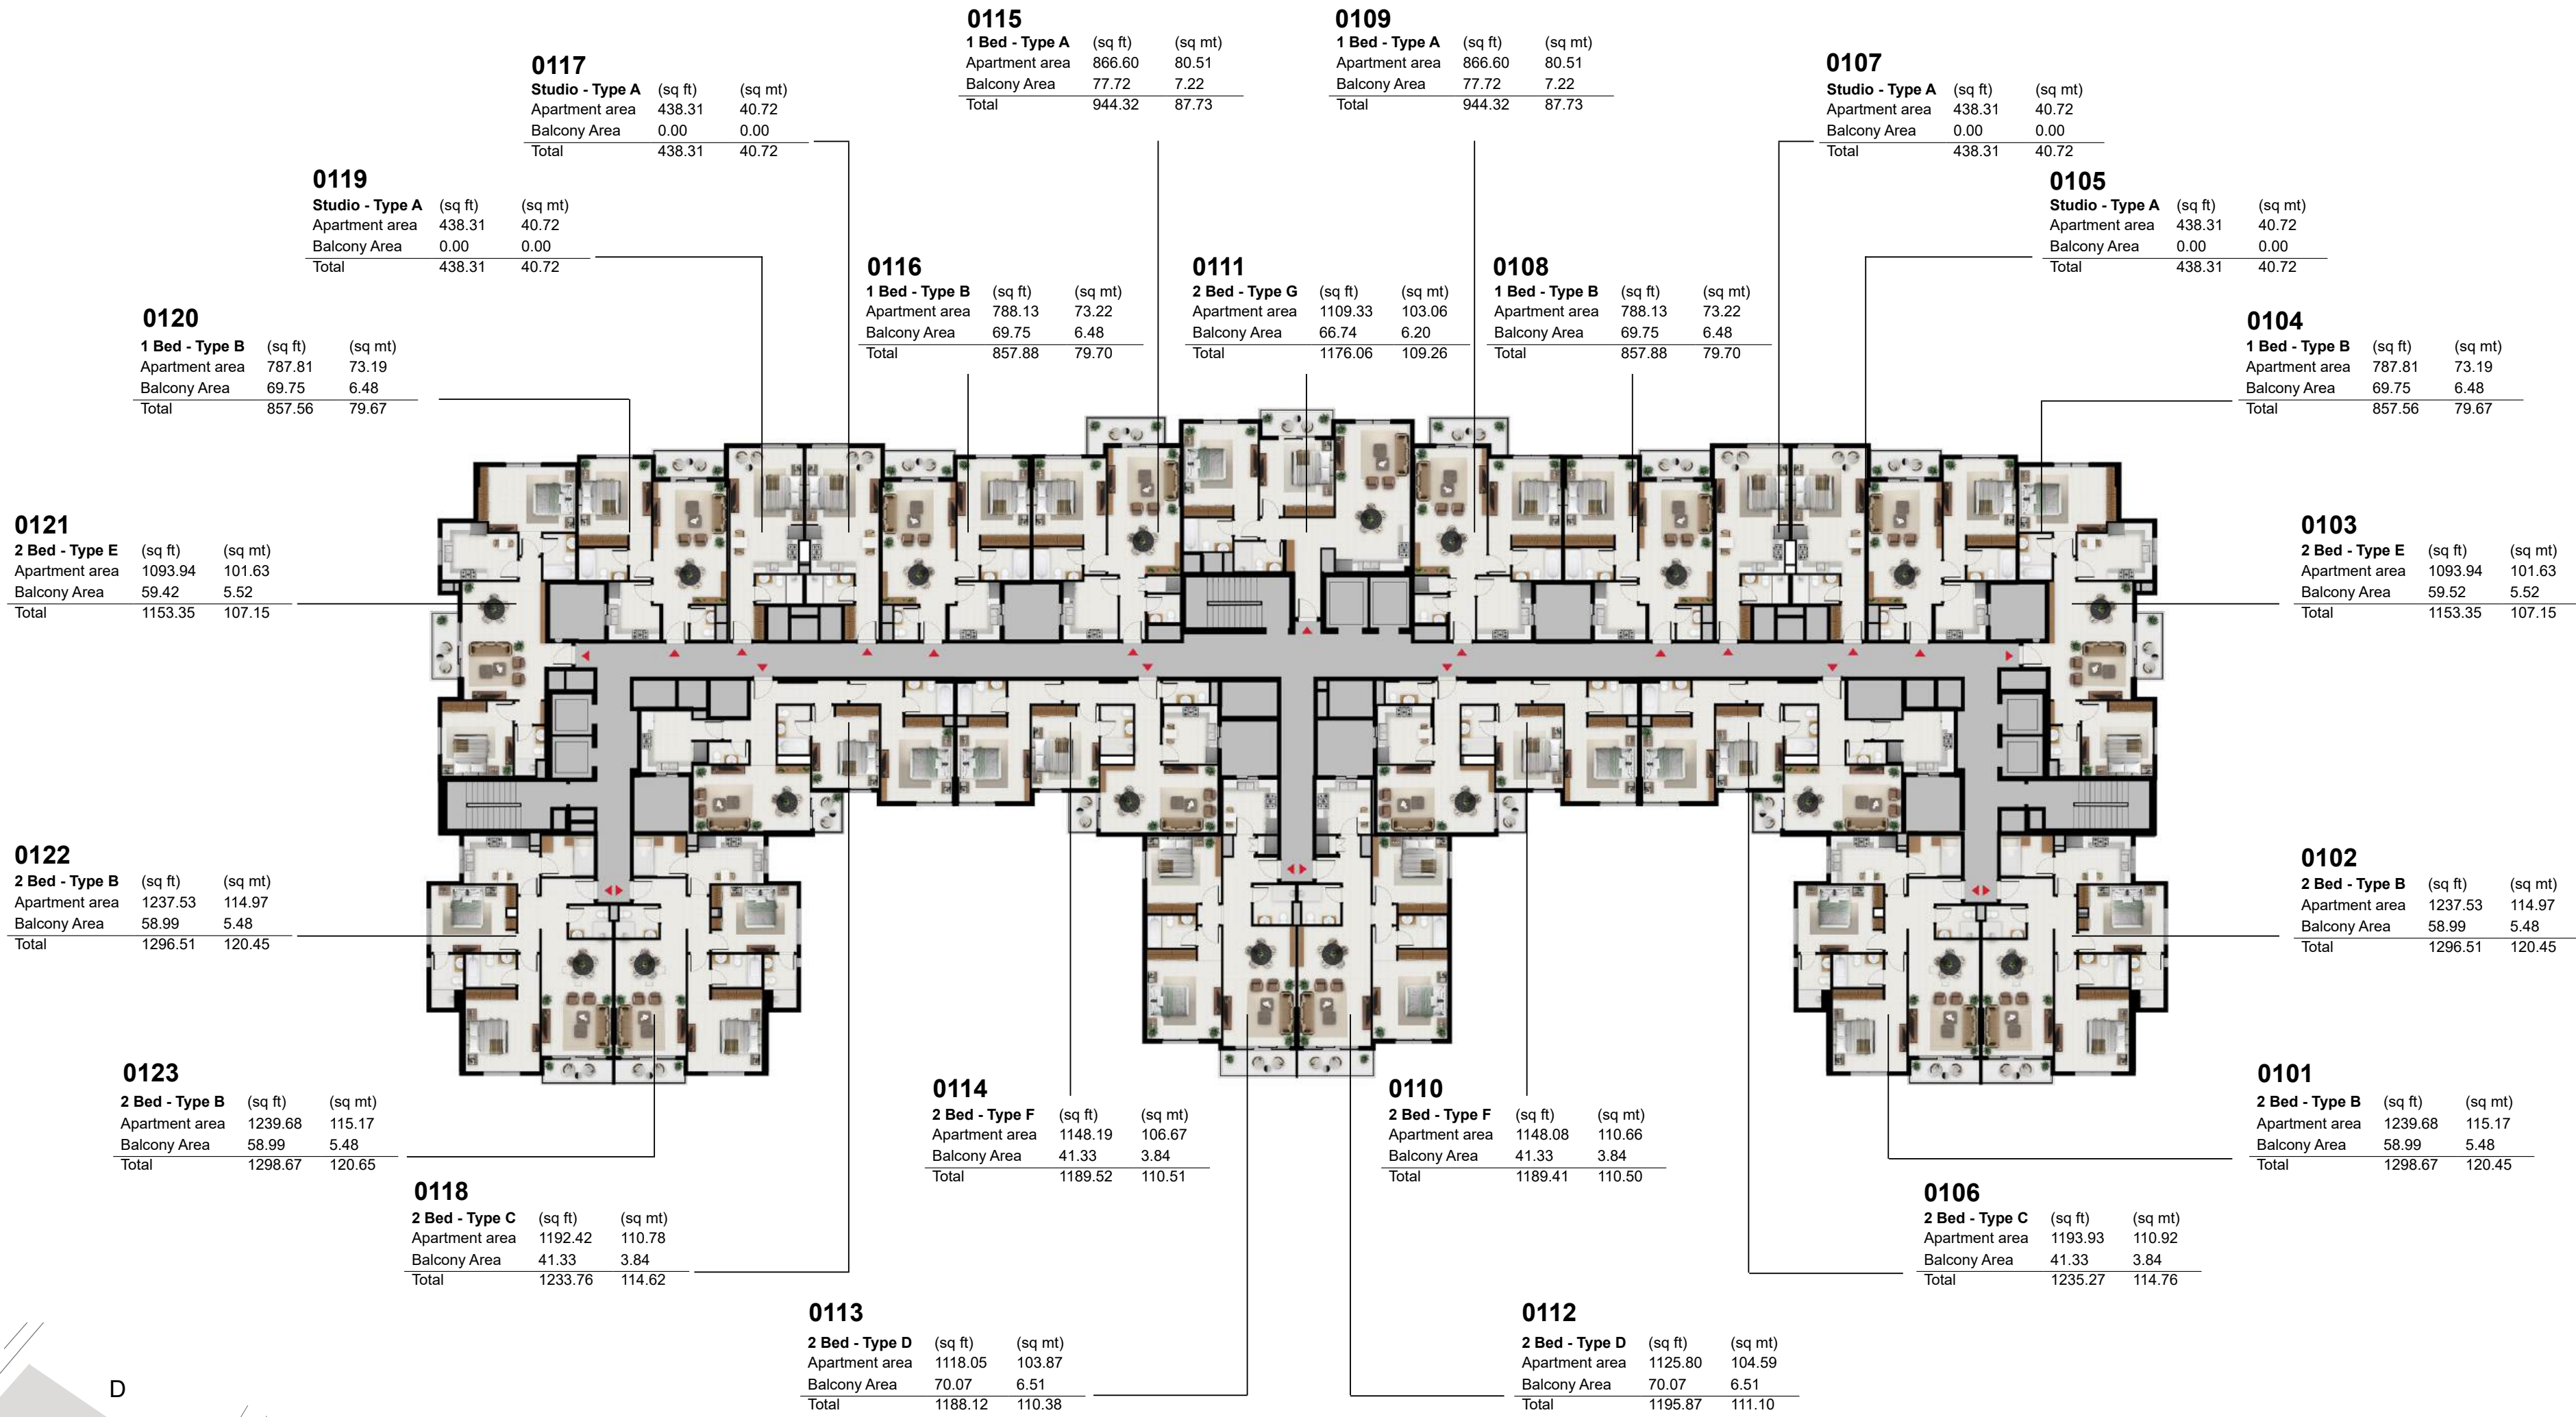 0115
1 Bed - Type A (sq ft) (sq mt)
Apartment area 866.60 80.51
Balcony Area 77.72 7.22
Total 944.32 87.73
0109
1 Bed - Type A (sq ft) (sq mt)
Apartment area 866.60 80.51
Balcony Area 77.72 7.22
Total 944.32 87.73
0117
Studio - Type A (sq ft) (sq mt)
Apartment area 438.31 40.72
Balcony Area 0.00 0.00
Total 438.31 40.72
0107
Studio - Type A (sq ft) (sq mt)
Apartment area 438.31 40.72
Balcony Area 0.00 0.00
Total 438.31 40.72
0119
Studio - Type A (sq ft) (sq mt)
Apartment area 438.31 40.72
Balcony Area 0.00 0.00
Total 438.31 40.72
0105
Studio - Type A (sq ft) (sq mt)
Apartment area 438.31 40.72
Balcony Area 0.00 0.00
Total 438.31 40.72
0116
1 Bed - Type B (sq ft) (sq mt)
Apartment area 788.13 73.22
Balcony Area 69.75 6.48
Total 857.88 79.70
0111
2 Bed - Type G (sq ft) (sq mt)
Apartment area 1109.33 103.06
Balcony Area 66.74 6.20
Total 1176.06 109.26
0108
1 Bed - Type B (sq ft) (sq mt)
Apartment area 788.13 73.22
Balcony Area 69.75 6.48
Total 857.88 79.70
0120
1 Bed - Type B (sq ft) (sq mt)
Apartment area 787.81 73.19
Balcony Area 69.75 6.48
Total 857.56 79.67
0104
1 Bed - Type B (sq ft) (sq mt)
Apartment area 787.81 73.19
Balcony Area 69.75 6.48
Total 857.56 79.67
0121
2 Bed - Type E (sq ft) (sq mt)
Apartment area 1093.94 101.63
Balcony Area 59.42 5.52
Total 1153.35 107.15
0103
2 Bed - Type E (sq ft) (sq mt)
Apartment area 1093.94 101.63
Balcony Area 59.52 5.52
Total 1153.35 107.15
0122
2 Bed - Type B (sq ft) (sq mt)
Apartment area 1237.53 114.97
Balcony Area 58.99 5.48
Total 1296.51 120.45
0102
2 Bed - Type B (sq ft) (sq mt)
Apartment area 1237.53 114.97
Balcony Area 58.99 5.48
Total 1296.51 120.45
0123
2 Bed - Type B (sq ft) (sq mt)
Apartment area 1239.68 115.17
Balcony Area 58.99 5.48
Total 1298.67 120.65
0114
2 Bed - Type F (sq ft) (sq mt)
Apartment area 1148.19 106.67
Balcony Area 41.33 3.84
Total 1189.52 110.51
0110
2 Bed - Type F (sq ft) (sq mt)
Apartment area 1148.08 110.66
Balcony Area 41.33 3.84
Total 1189.41 110.50
0101
2 Bed - Type B (sq ft) (sq mt)
Apartment area 1239.68 115.17
Balcony Area 58.99 5.48
Total 1298.67 120.45
0118
2 Bed - Type C (sq ft) (sq mt)
Apartment area 1192.42 110.78
Balcony Area 41.33 3.84
Total 1233.76 114.62
0106
2 Bed - Type C (sq ft) (sq mt)
Apartment area 1193.93 110.92
Balcony Area 41.33 3.84
Total 1235.27 114.76
0113
2 Bed - Type D (sq ft) (sq mt)
Apartment area 1118.05 103.87
Balcony Area 70.07 6.51
Total 1188.12 110.38
0112
2 Bed - Type D (sq ft) (sq mt)
Apartment area 1125.80 104.59
Balcony Area 70.07 6.51
Total 1195.87 111.10
D